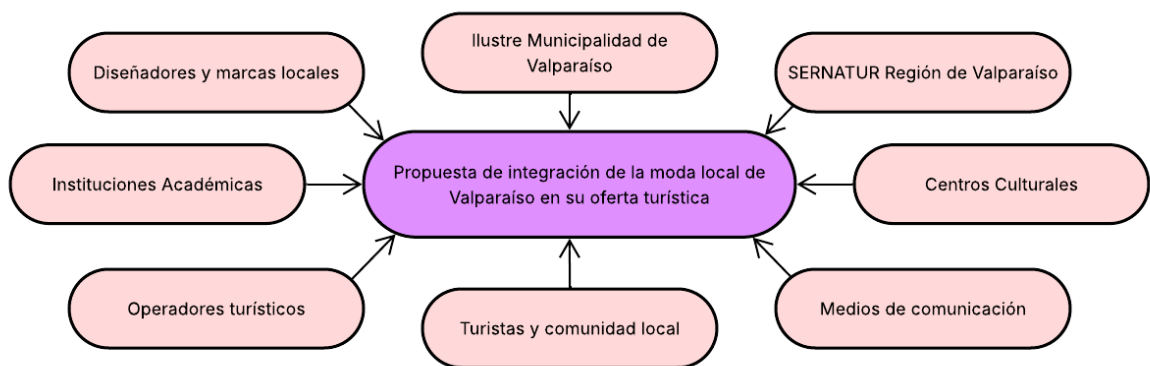 Ilustre Municipalidad de
Valparaíso
Diseñadores y marcas locales
SERNATUR Región de Valparaíso
Propuesta de integración de la moda local de
Valparaíso en su oferta turística
Instituciones Académicas
Centros Culturales
Operadores turísticos
Turistas y comunidad local
Medios de comunicación